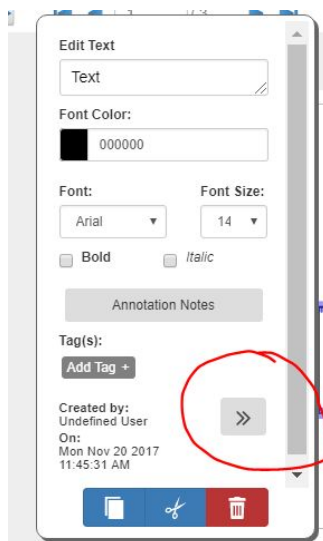 Edit Text
Text
Font Color:
000000
Font: Font Size:
Arial 14
Bold Italic
Annotation Notes
Tag(s):
Add Tag +
Created by:
Undefined User
On:
Mon Nov 20 2017
11:45:31 AM